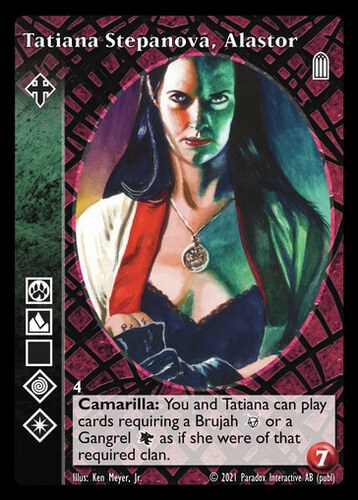 Tatiana Stepanova, Alastor
4
Camarilla: You and Tatiana can play
cards requiring a Brujah or a
Gangrel as if she were of that
required clan.
7
Illus: Ken Meyer, Jr. © 2021 Paradox Interactive AB (publ)